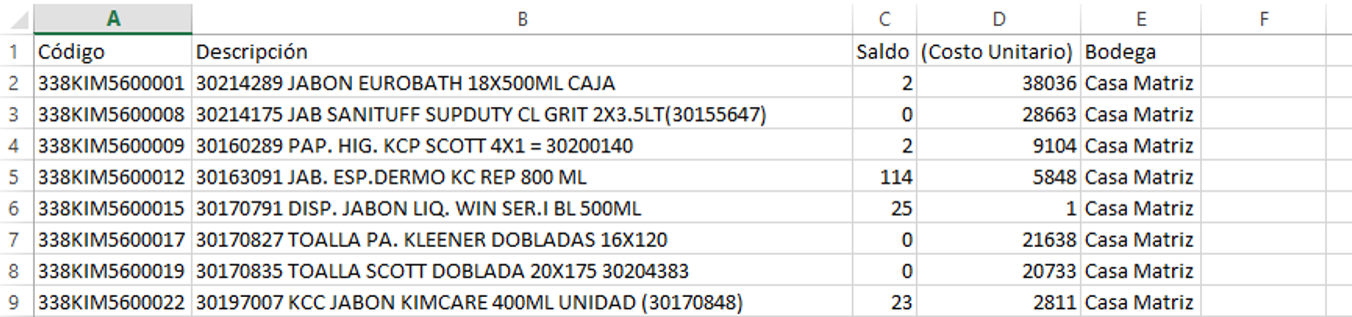 A B C D E F
1 Código Descripción Saldo (Costo Unitario) Bodega
2 338KIM5600001 30214289 JABON EUROBATH 18X500ML CAJA 2 38036 Casa Matriz
3 338KIM5600008 30214175 JAB SANITUFF SUPDUTY CL GRIT 2X3.5LT(30155647) 0 28663 Casa Matriz
4 338KIM5600009 30160289 PAP. HIG. KCP SCOTT 4X1 = 30200140 2 9104 Casa Matriz
5 338KIM5600012 30163091 JAB. ESP.DERMO KC REP 800 ML 114 5848 Casa Matriz
6 338KIM5600015 30170791 DISP. JABON LIQ. WIN SER.I BL 500ML 25 1 Casa Matriz
7 338KIM5600017 30170827 TOALLA PA. KLEENER DOBLADAS 16X120 0 21638 Casa Matriz
8 338KIM5600019 30170835 TOALLA SCOTT DOBLADA 20X175 30204383 0 20733 Casa Matriz
9 338KIM5600022 30197007 KCC JABON KIMCARE 400ML UNIDAD (30170848) 23 2811 Casa Matriz